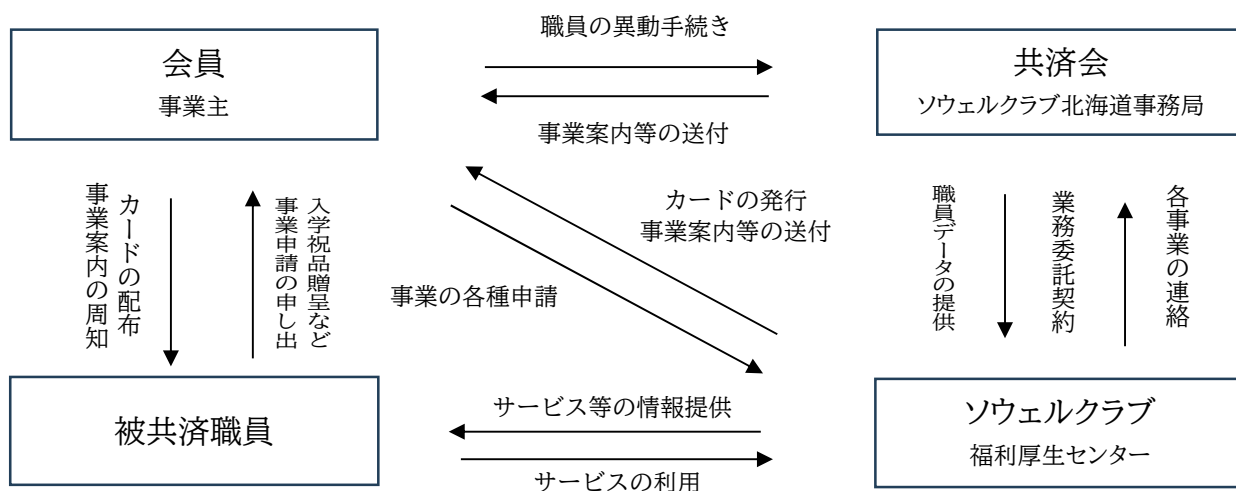 職員の異動手続き
会員
事業主
共済会
ソウェルクラブ北海道事務局
事業案内等の送付
カードの配布
事業案内の周知
入学祝品贈呈など
事業申請の申し出
カードの発行
事業案内等の送付
事業の各種申請
職員データの提供
業務委託契約
各事業の連絡
被共済職員
サービス等の情報提供
サービスの利用
ソウェルクラブ
福利厚生センター